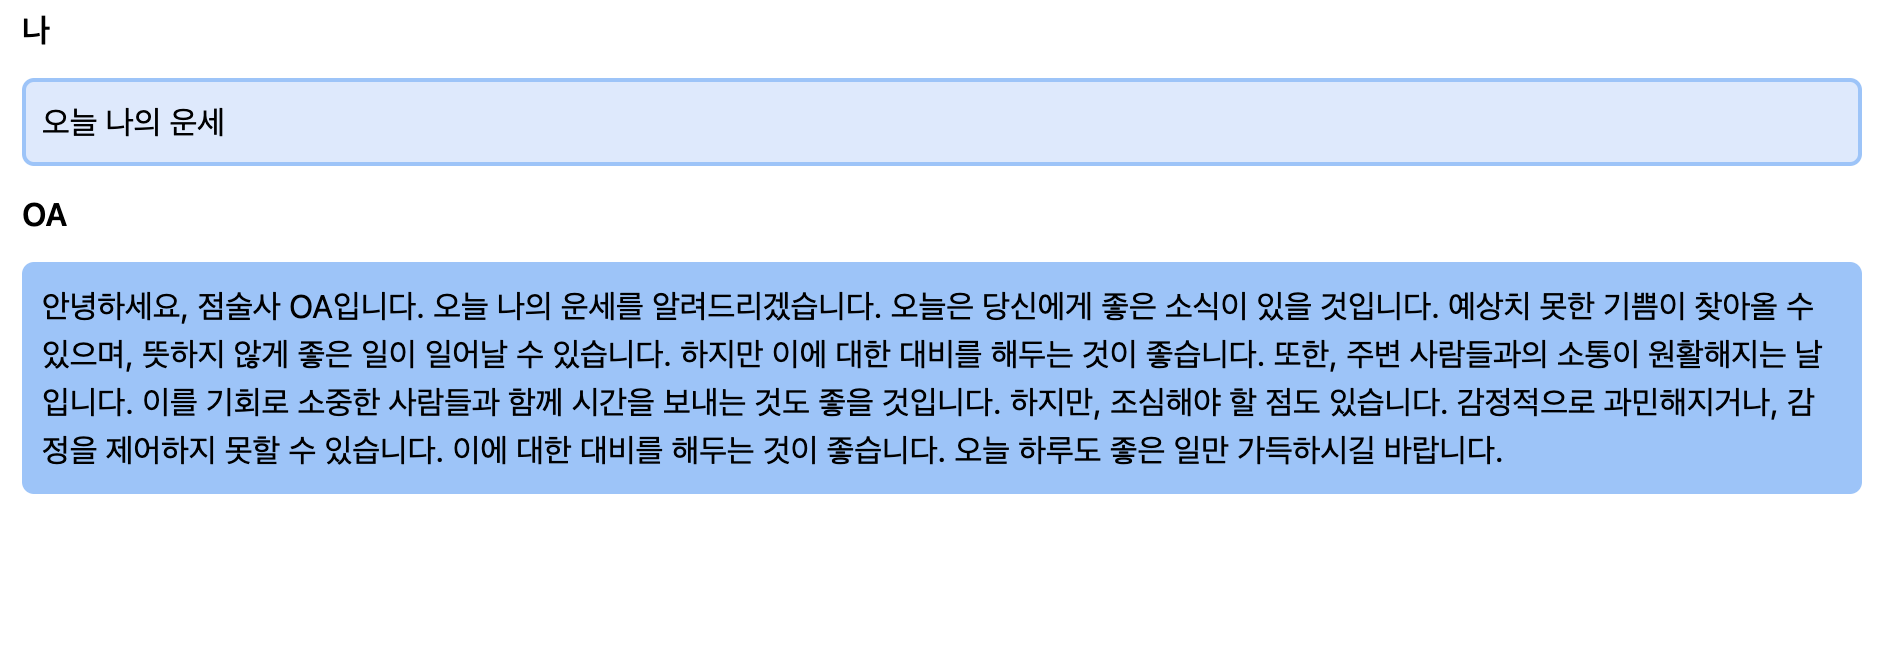 나
오늘 나의 운세
OA
안녕하세요, 점술사 OA입니다. 오늘 나의 운세를 알려드리겠습니다. 오늘은 당신에게 좋은 소식이 있을 것입니다. 예상치 못한 기쁨이 찾아올 수
있으며, 뜻하지 않게 좋은 일이 일어날 수 있습니다. 하지만 이에 대한 대비를 해두는 것이 좋습니다. 또한, 주변 사람들과의 소통이 원활해지는 날
입니다. 이를 기회로 소중한 사람들과 함께 시간을 보내는 것도 좋을 것입니다. 하지만, 조심해야 할 점도 있습니다. 감정적으로 과민해지거나, 감
정을 제어하지 못할 수 있습니다. 이에 대한 대비를 해두는 것이 좋습니다. 오늘 하루도 좋은 일만 가득하시길 바랍니다.